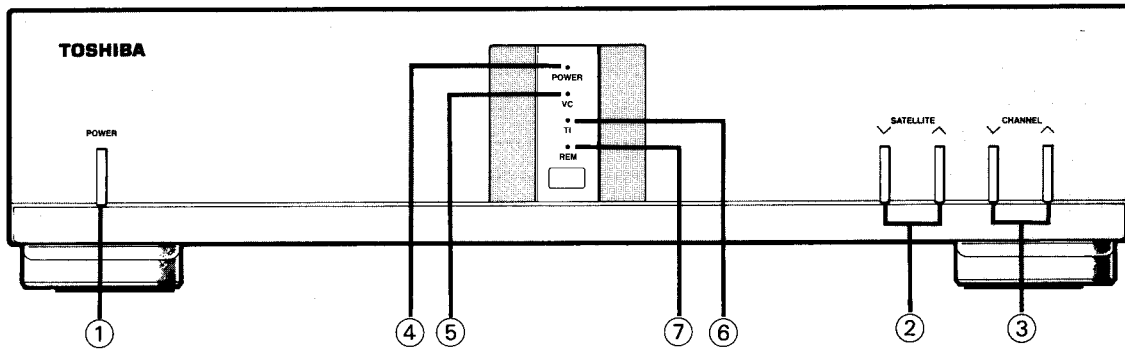 TOSHIBA
POWER
POWER
VC
TI
REM
SATELLITE
CHANNEL
① ④ ⑤ ⑦ ⑥ ② ③